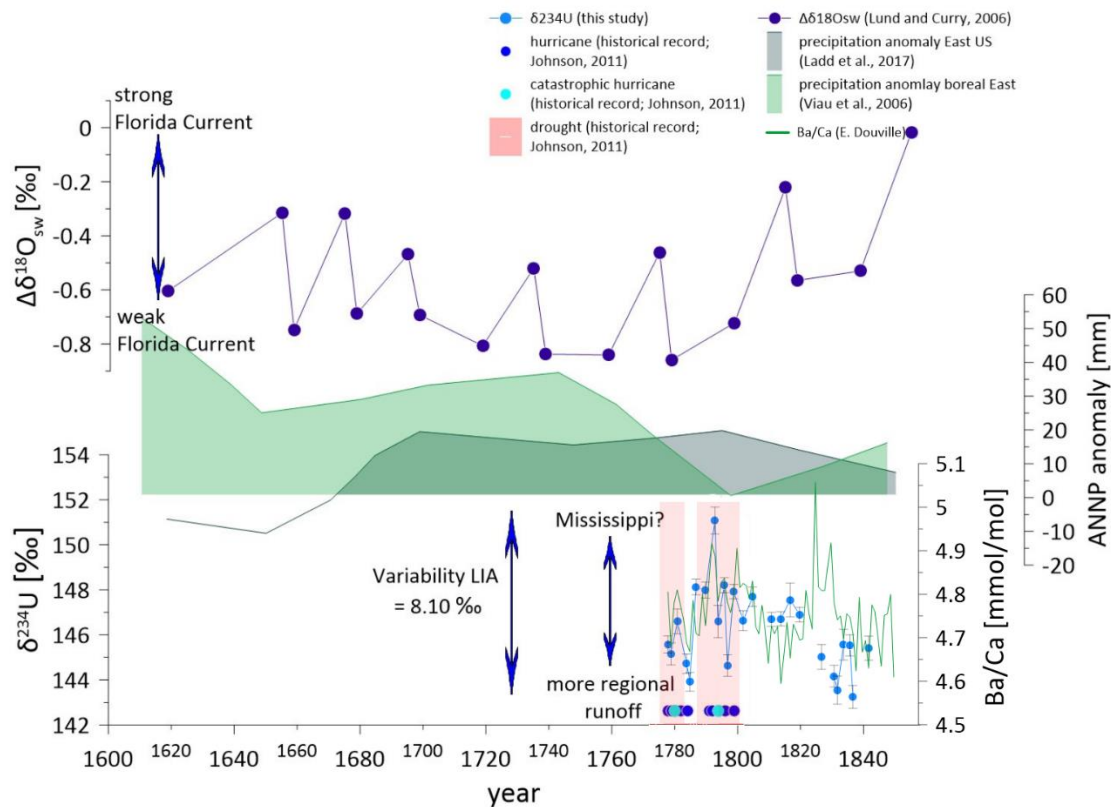 δ234U (this study)
hurricane (historical record;
Johnson, 2011)
catastrophic hurricane
(historical record; Johnson, 2011)
drought (historical record;
Johnson, 2011)
Δδ18Osw (Lund and Curry, 2006)
precipitation anomaly East US
(Ladd et al., 2017)
precipitation anomlay boreal East
(Viau et al., 2006)
Ba/Ca (E. Douville)
strong
Florida Current
0
-0.2
-0.4
-0.6
-0.8
Δδ¹⁸O_sw [‰]
weak
Florida Current
60
50
40
30
20
10
0
-10
-20
ANNP anomaly [mm]
154
152
150
148
146
144
142
δ²³⁴U [‰]
Variability LIA
= 8.10 ‰
Mississippi?
more regional
runoff
5.1
5
4.9
4.8
4.7
4.6
4.5
Ba/Ca [mmol/mol]
1600 1620 1640 1660 1680 1700 1720 1740 1760 1780 1800 1820 1840
year